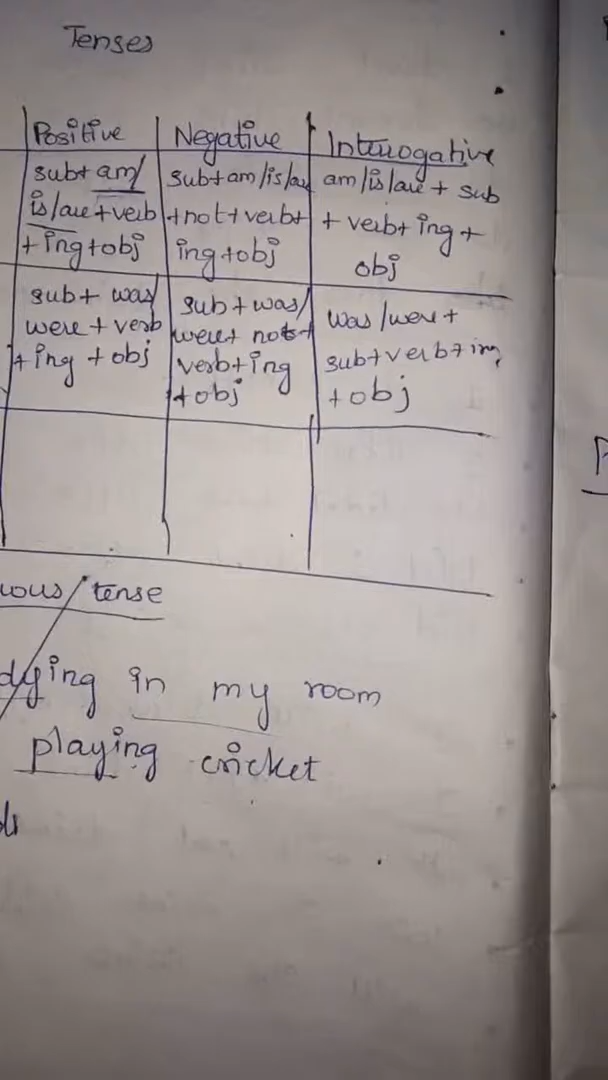 Tenses
Positive
Negative
Interrogative
sub + am/
is/are + verb
+ ing + obj
sub + am/is/are
+ not + verb +
ing + obj
am/is/are + sub
+ verb + ing +
obj
sub + was/
were + verb
+ ing + obj
sub + was/
were + not +
verb + ing
+ obj
was/were +
sub + verb + ing
+ obj
tense
in my room
playing cricket